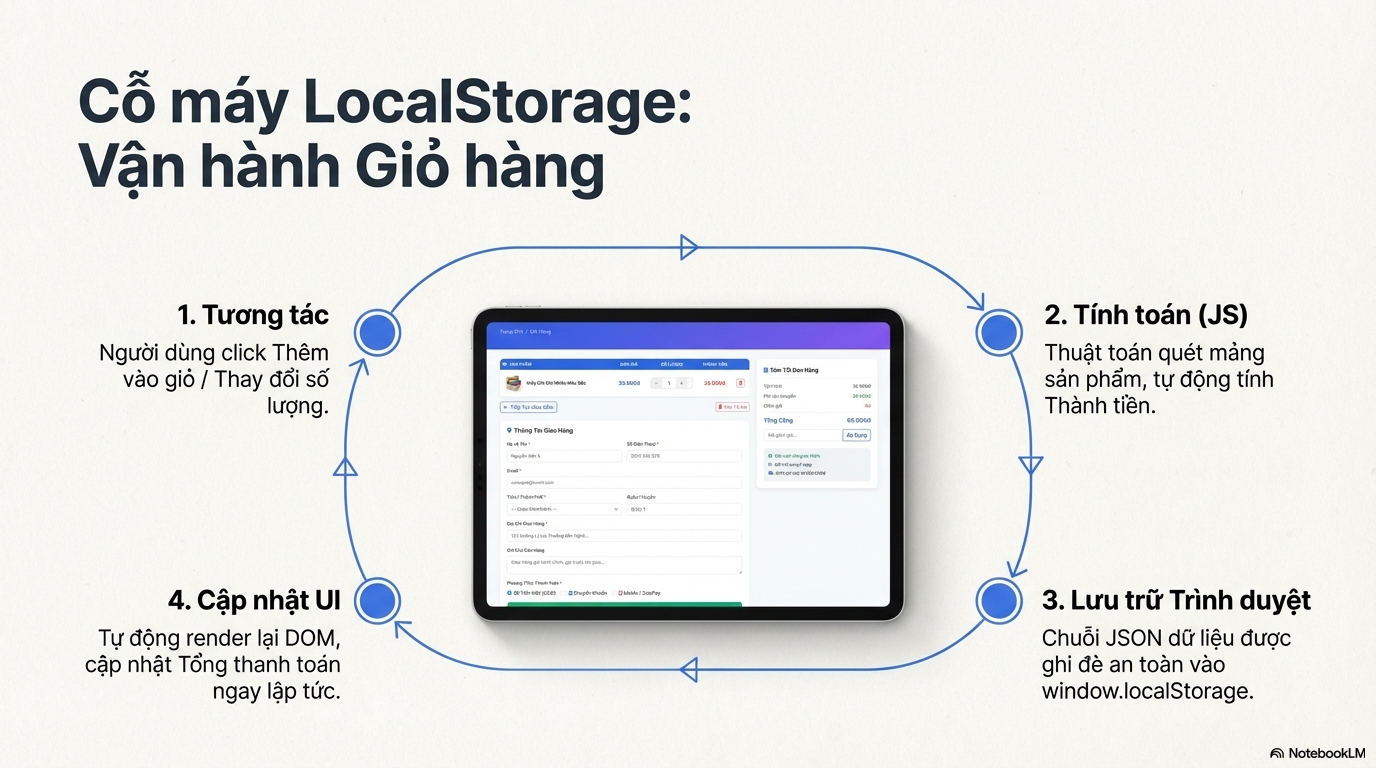 Cỗ máy LocalStorage:
Vận hành Giỏ hàng
1. Tương tác
Người dùng click Thêm
vào giỏ / Thay đổi số
lượng.
2. Tính toán (JS)
Thuật toán quét mảng
sản phẩm, tự động tính
Thành tiền.
3. Lưu trữ Trình duyệt
Chuỗi JSON dữ liệu được
ghi đè an toàn vào
window.localStorage.
4. Cập nhật UI
Tự động render lại DOM,
cập nhật Tổng thanh toán
ngay lập tức.
1
Thông Tin Giao Hàng
Email *
Tóm Tắt Đơn Hàng
Tổng Cộng
Áp Dụng
NotebookLM